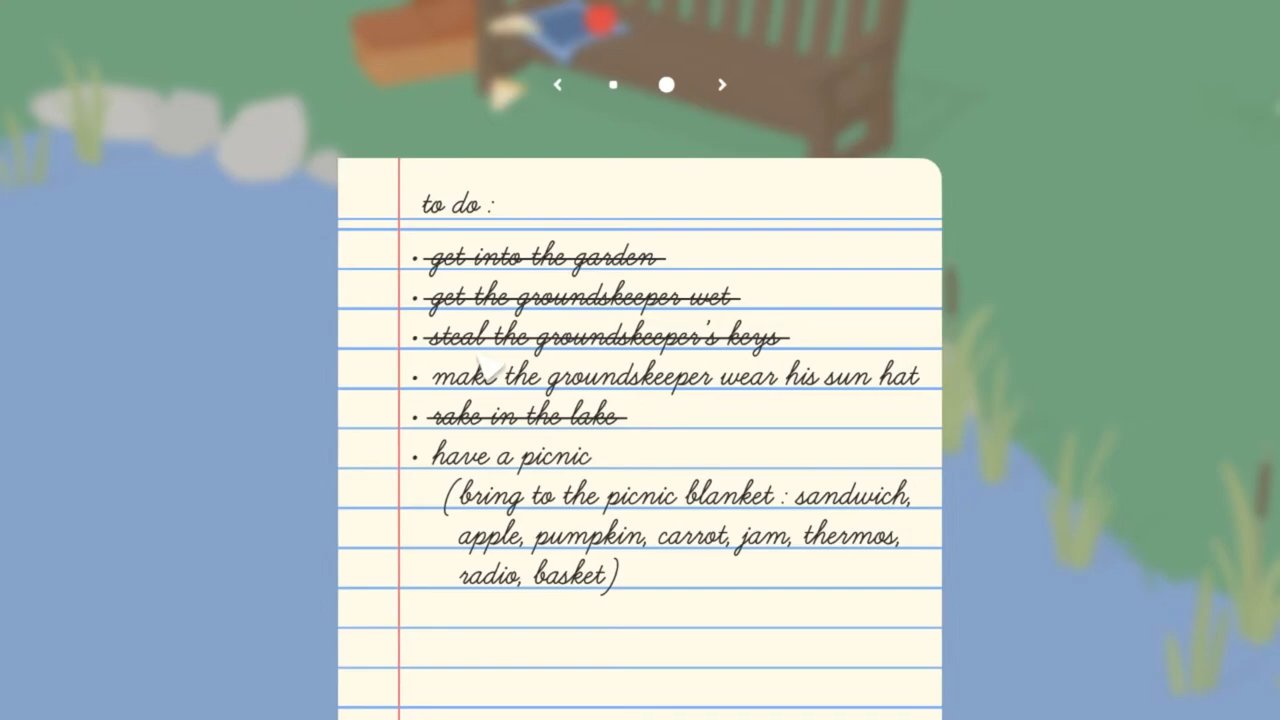 to do :
• get into the garden
• get the groundskeeper wet
• steal the groundskeeper's keys
• make the groundskeeper wear his sun hat
• rake in the lake
• have a picnic
(bring to the picnic blanket : sandwich,
apple, pumpkin, carrot, jam, thermos,
radio, basket)